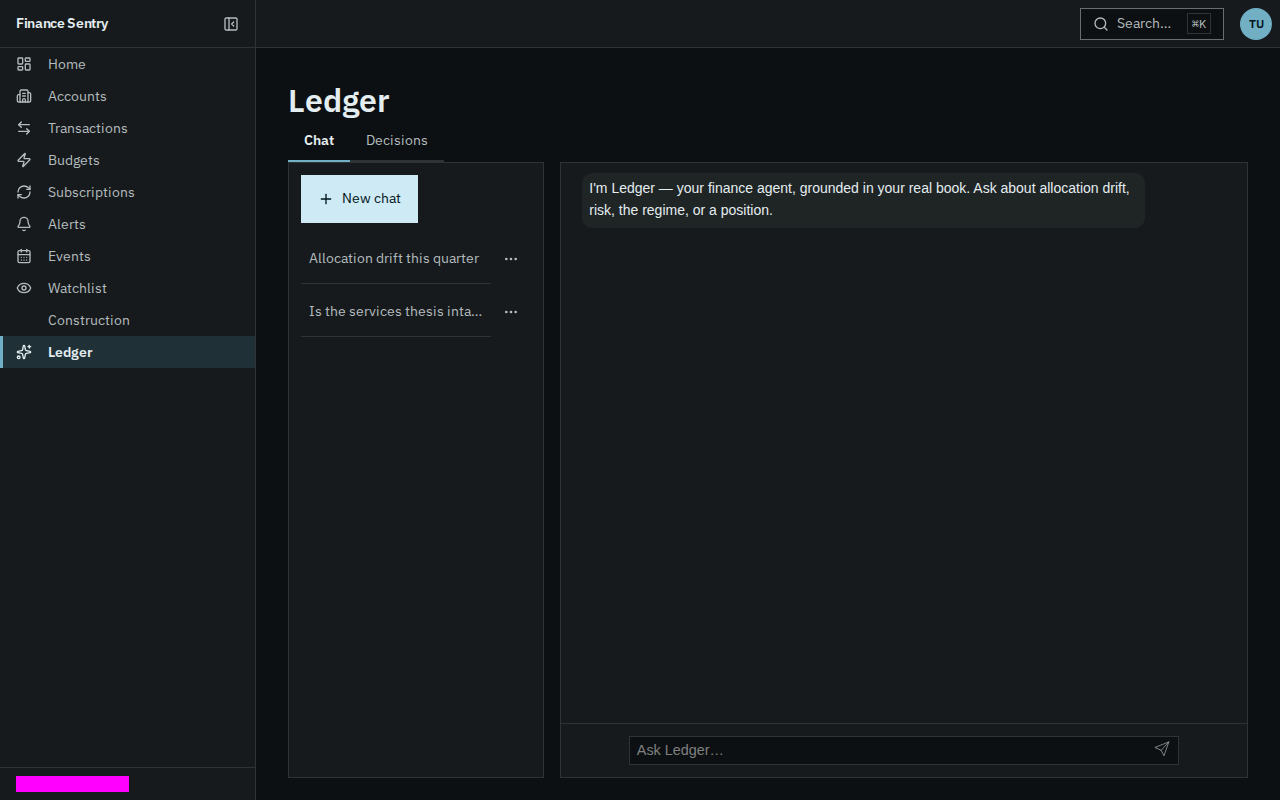 Finance Sentry
Search...
⌘K
TU
Home
Accounts
Transactions
Budgets
Subscriptions
Alerts
Events
Watchlist
Construction
Ledger
Ledger
Chat
Decisions
New chat
Allocation drift this quarter
Is the services thesis inta...
I'm Ledger — your finance agent, grounded in your real book. Ask about allocation drift,
risk, the regime, or a position.
Ask Ledger…